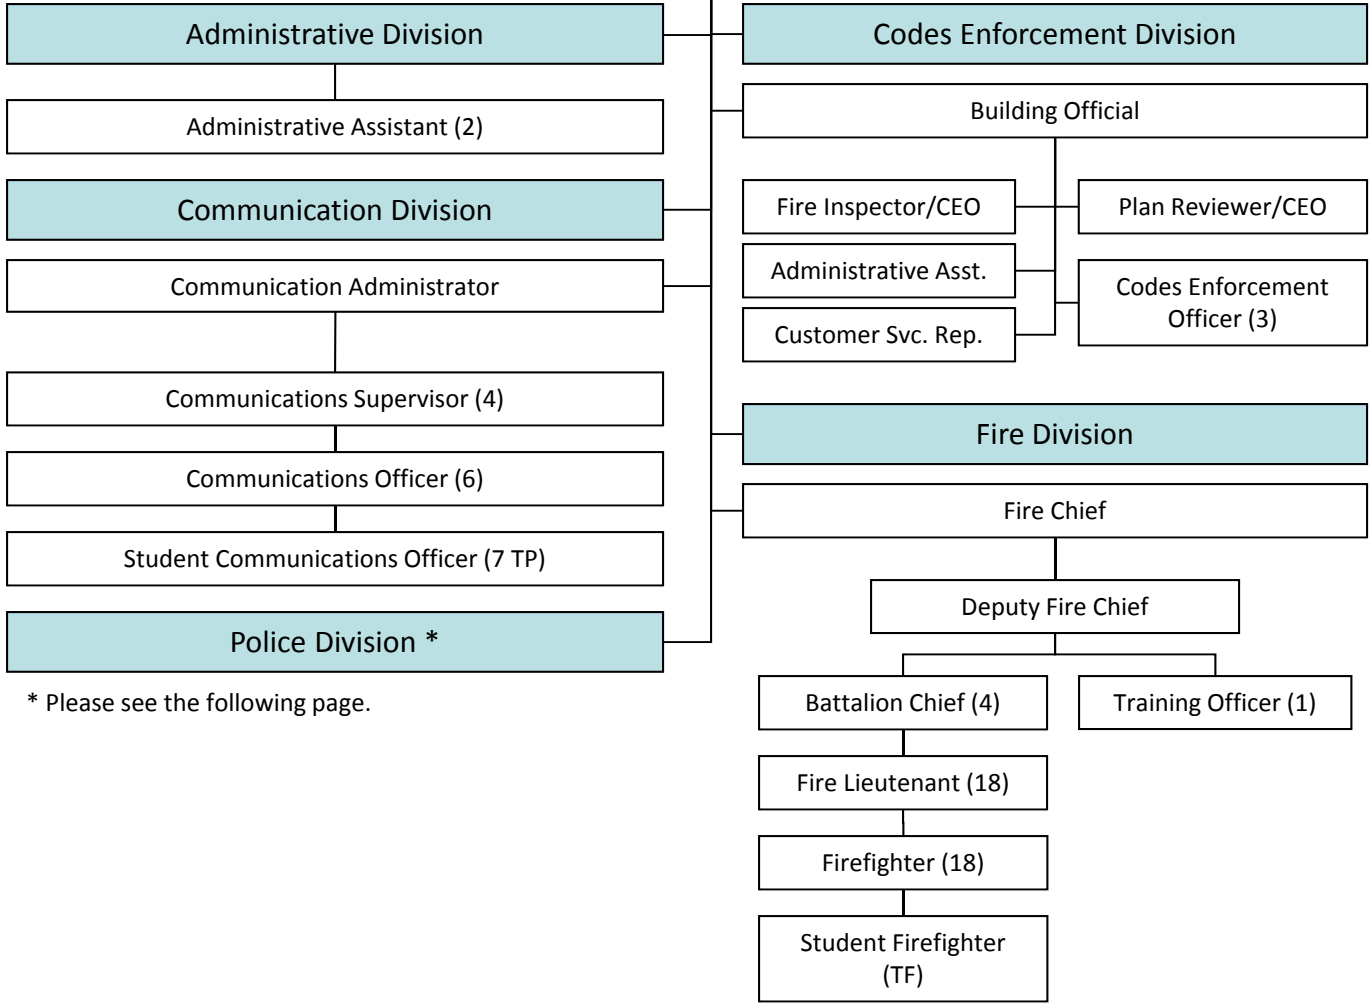 Administrative Division
Administrative Assistant (2)
Communication Division
Communication Administrator
Communications Supervisor (4)
Communications Officer (6)
Student Communications Officer (7 TP)
Police Division *
* Please see the following page.
Codes Enforcement Division
Building Official
Fire Inspector/CEO
Plan Reviewer/CEO
Administrative Asst.
Codes Enforcement
Officer (3)
Customer Svc. Rep.
Fire Division
Fire Chief
Deputy Fire Chief
Battalion Chief (4)
Training Officer (1)
Fire Lieutenant (18)
Firefighter (18)
Student Firefighter
(TF)